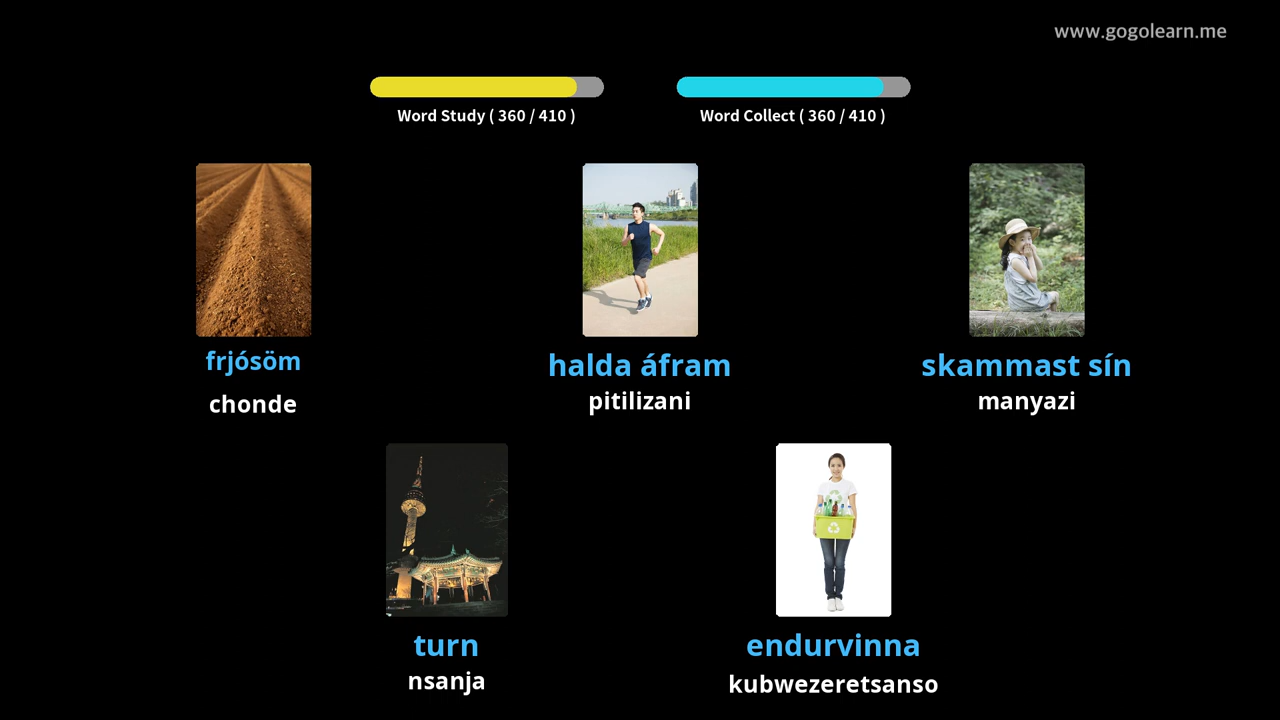 www.gogolearn.me
Word Study ( 360 / 410 )
Word Collect ( 360 / 410 )
frjósöm
chonde
halda áfram
pitilizani
skammast sín
manyazi
turn
nsanja
endurvinna
kubwezeretsanso